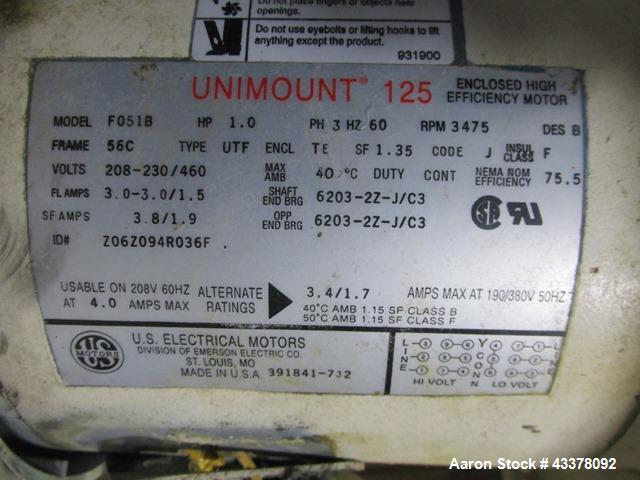 Do not place fingers or objects near
openings.
Do not use eyebolts or lifting hooks to lift
anything except the product.
931900
UNIMOUNT® 125 ENCLOSED HIGH
EFFICIENCY MOTOR
MODEL F051B HP 1.0 PH 3 HZ 60 RPM 3475 DES B
FRAME 56C TYPE UTF ENCL TE SF 1.35 CODE J INSUL CLASS F
VOLTS 208-230/460 MAX AMB 40 °C DUTY CONT NEMA NOM EFFICIENCY 75.5
FL AMPS 3.0-3.0/1.5 SHAFT END BRG 6203-2Z-J/C3
SF AMPS 3.8/1.9 OPP END BRG 6203-2Z-J/C3
ID# Z06Z094R036F
USABLE ON 208V 60HZ
AT 4.0 AMPS MAX
ALTERNATE
RATINGS
3.4/1.7 AMPS MAX AT 190/380V 50HZ
40°C AMB 1.15 SF CLASS B
50°C AMB 1.15 SF CLASS F
US
MOTORS
U.S. ELECTRICAL MOTORS
DIVISION OF EMERSON ELECTRIC CO.
ST. LOUIS, MO
MADE IN U.S.A. 391841-732
LINE
Y CONN
HI VOLT LO VOLT
Aaron Stock # 43378092